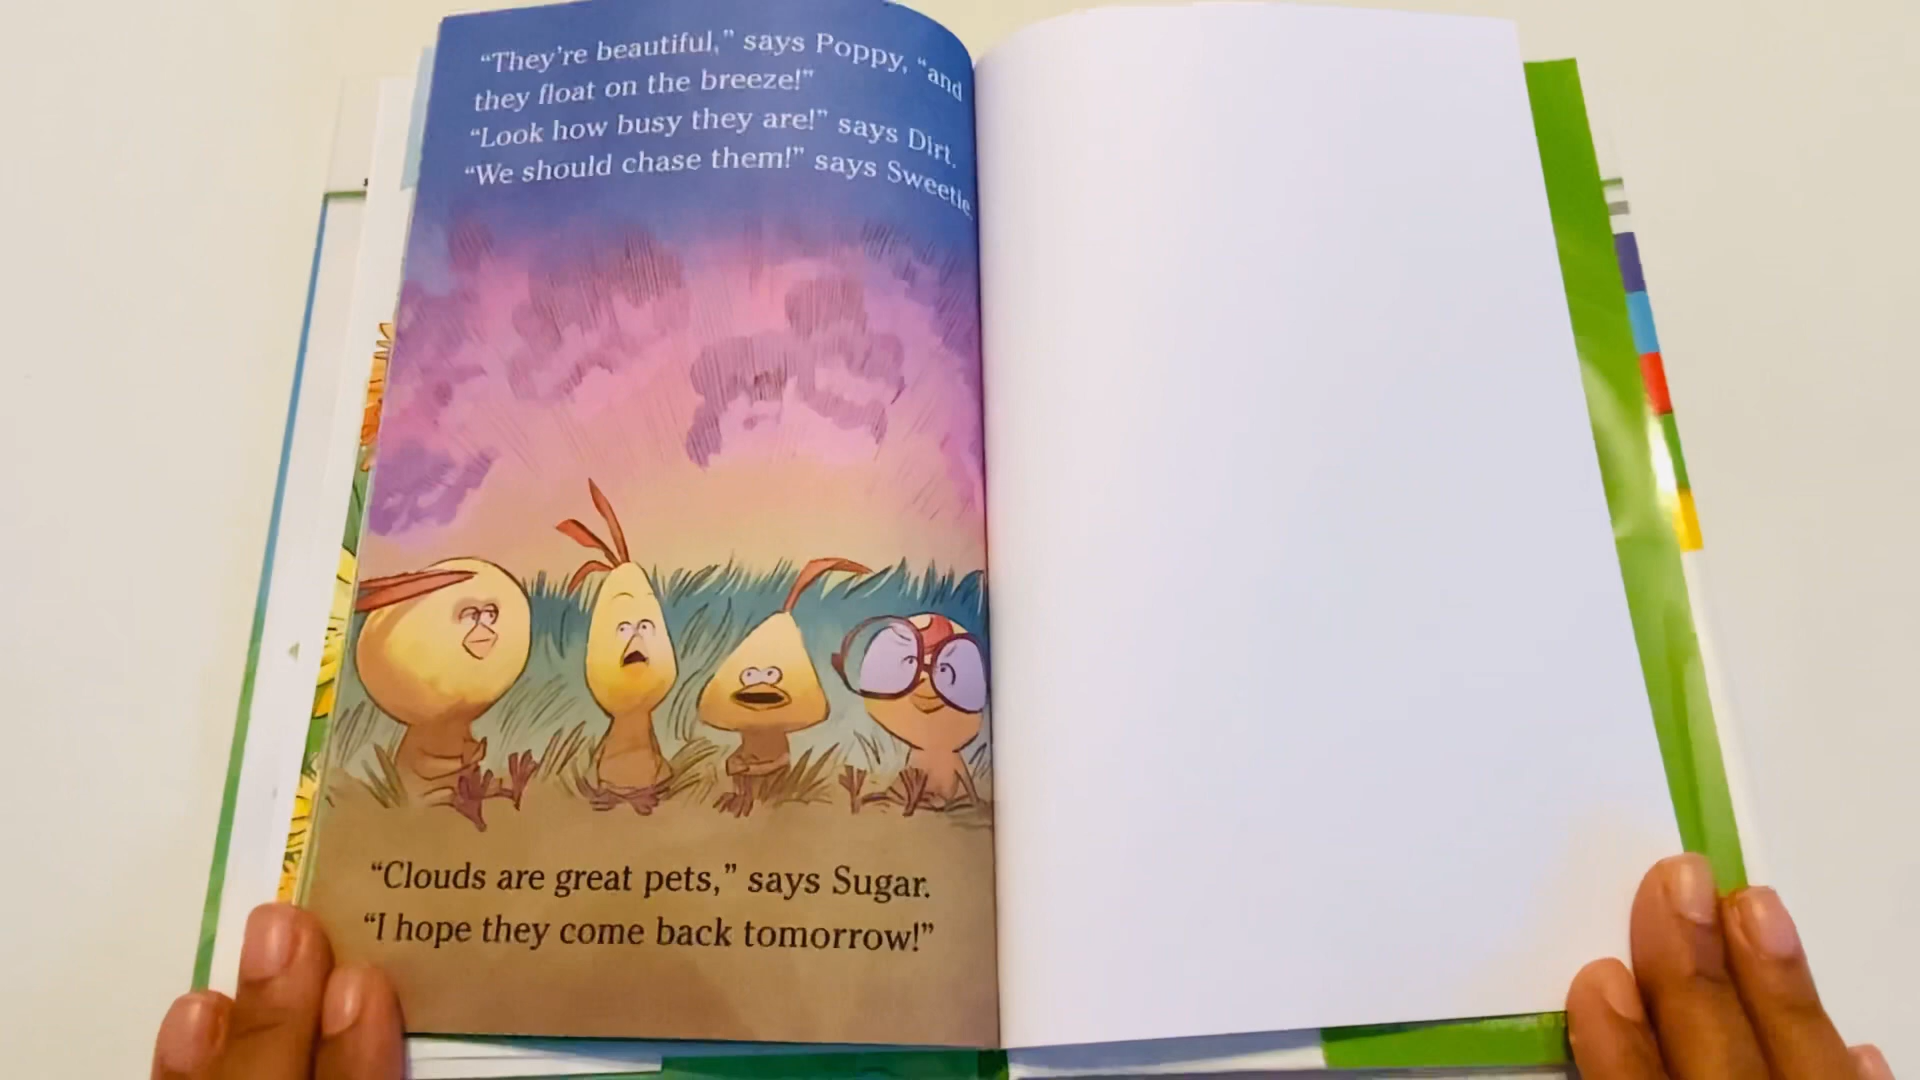 “They’re beautiful,” says Poppy, “and
they float on the breeze!”
“Look how busy they are!” says Dirt.
“We should chase them!” says Sweetie.
“Clouds are great pets,” says Sugar.
“I hope they come back tomorrow!”